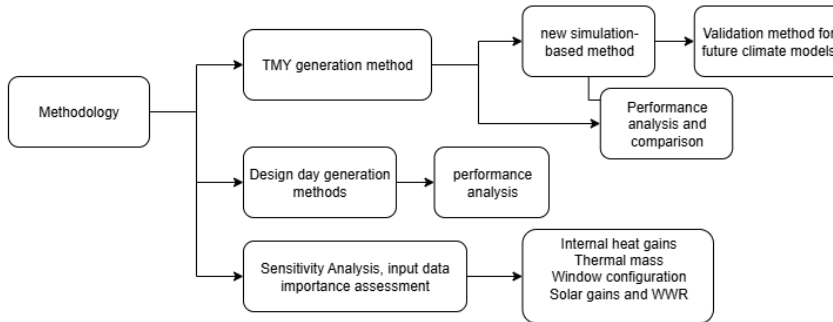 Methodology
TMY generation method
new simulation-
based method
Validation method for
future climate models
Performance
analysis and
comparison
Design day generation
methods
performance
analysis
Sensitivity Analysis, input data
importance assessment
Internal heat gains
Thermal mass
Window configuration
Solar gains and WWR